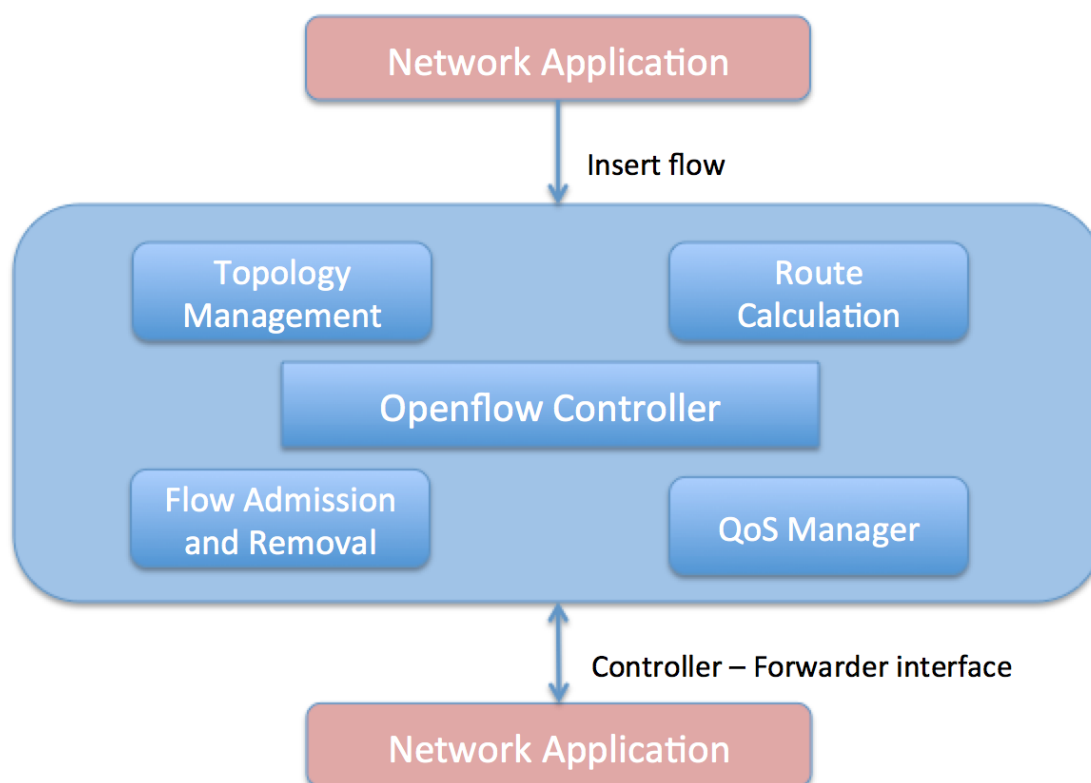 Network Application
Insert flow
Topology
Management
Route
Calculation
Openflow Controller
Flow Admission
and Removal
QoS Manager
Controller – Forwarder interface
Network Application